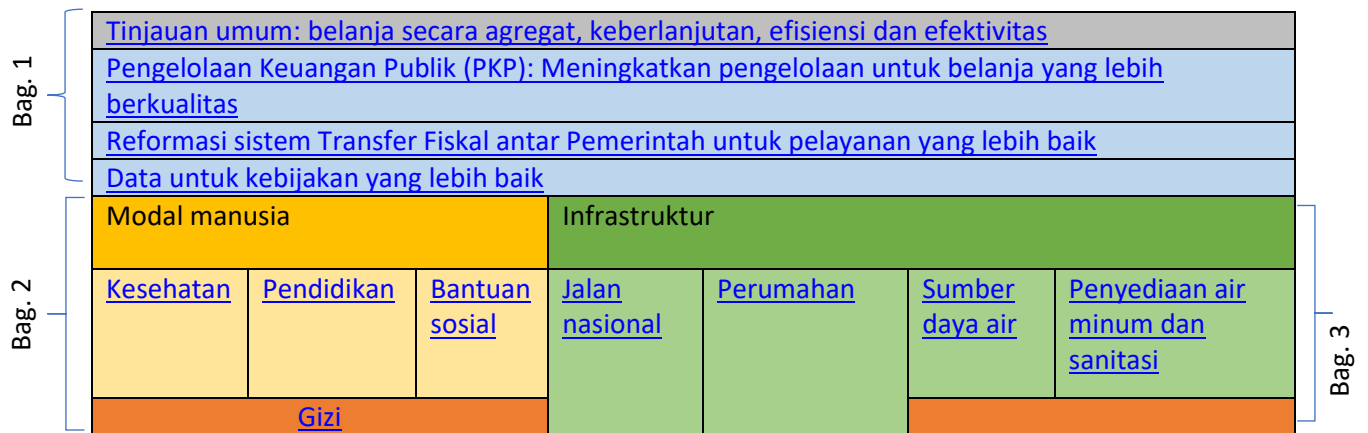 Bag. 1
Tinjauan umum: belanja secara agregat, keberlanjutan, efisiensi dan efektivitas
Pengelolaan Keuangan Publik (PKP): Meningkatkan pengelolaan untuk belanja yang lebih
berkualitas
Reformasi sistem Transfer Fiskal antar Pemerintah untuk pelayanan yang lebih baik
Data untuk kebijakan yang lebih baik
Bag. 2
Modal manusia
Infrastruktur
Kesehatan
Pendidikan
Bantuan
sosial
Jalan
nasional
Perumahan
Sumber
daya air
Penyediaan air
minum dan
sanitasi
Gizi
Bag. 3